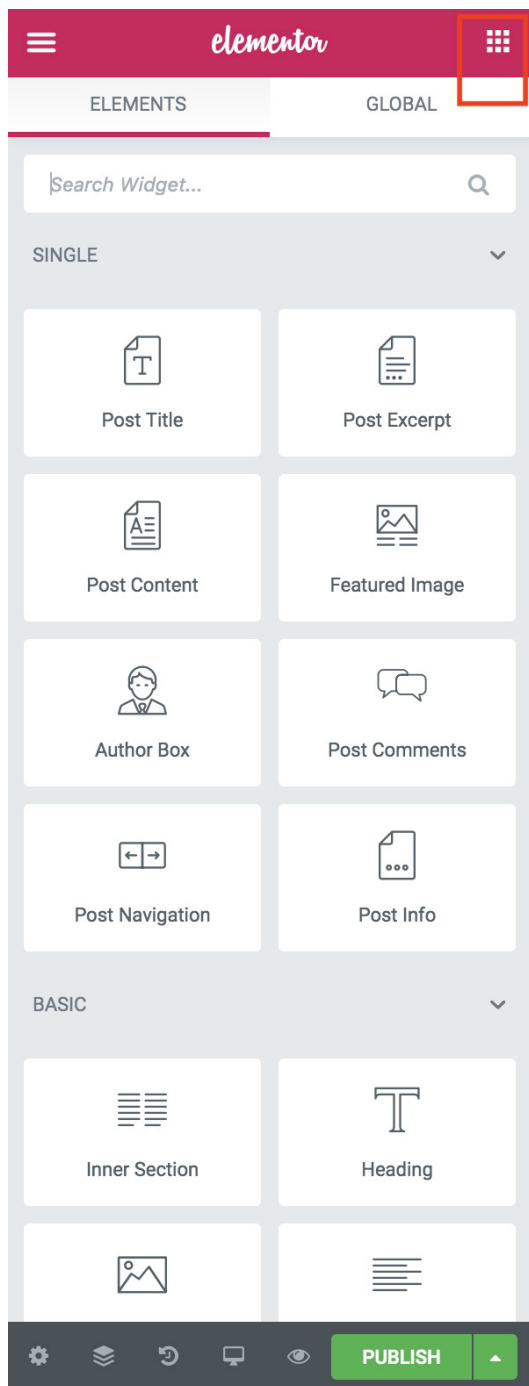 elementor
ELEMENTS GLOBAL
Search Widget...
SINGLE
Post Title Post Excerpt
Post Content Featured Image
Author Box Post Comments
Post Navigation Post Info
BASIC
Inner Section Heading
PUBLISH